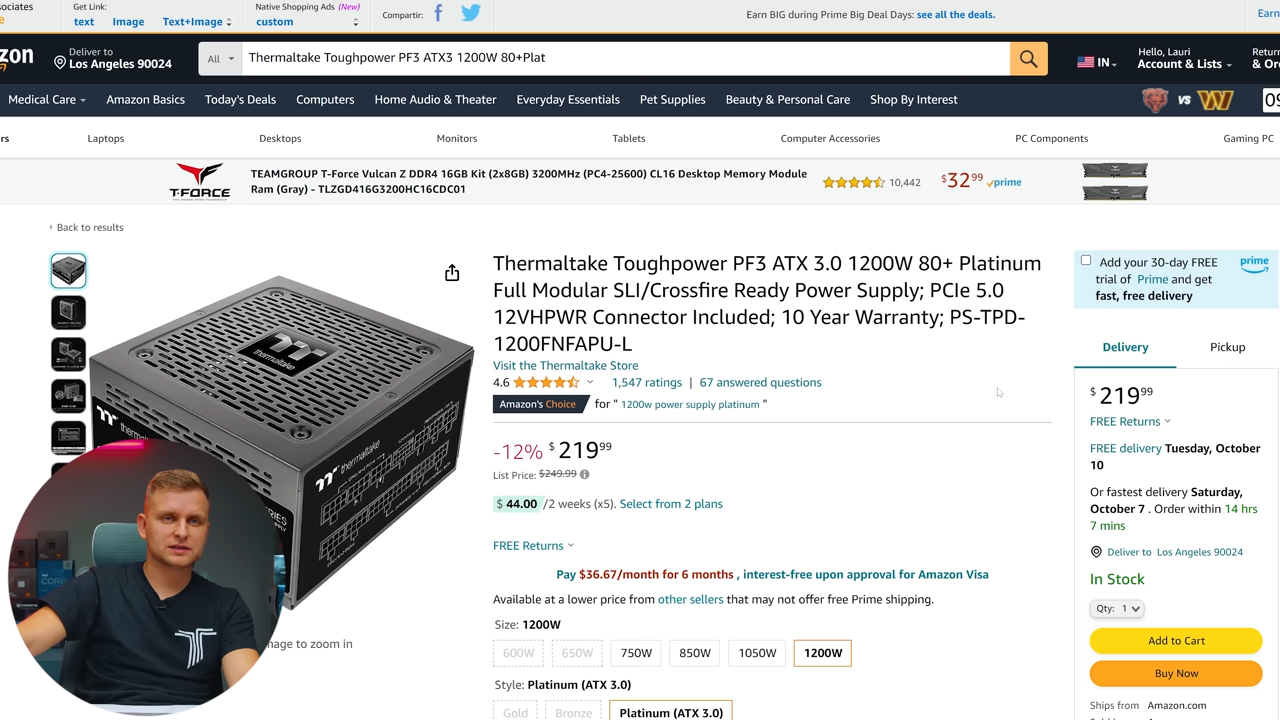 sociates
Get Link:
text Image Text+Image
Native Shopping Ads (New)
custom
Compartir:
Earn BIG during Prime Big Deal Days: see all the deals.
Earn
zon
Deliver to
Los Angeles 90024
All
Thermaltake Toughpower PF3 ATX3 1200W 80+Plat
IN
Hello, Lauri
Account & Lists
Return
& Or
Medical Care Amazon Basics Today's Deals Computers Home Audio & Theater Everyday Essentials Pet Supplies Beauty & Personal Care Shop By Interest
VS
09
rs Laptops Desktops Monitors Tablets Computer Accessories PC Components Gaming PC
T-FORCE
TEAMGROUP T-Force Vulcan Z DDR4 16GB Kit (2x8GB) 3200MHz (PC4-25600) CL16 Desktop Memory Module
Ram (Gray) - TLZGD416G3200HC16CDC01
10,442
$32 99 prime
‹ Back to results
Thermaltake Toughpower PF3 ATX 3.0 1200W 80+ Platinum
Full Modular SLI/Crossfire Ready Power Supply; PCIe 5.0
12VHPWR Connector Included; 10 Year Warranty; PS-TPD-
1200FNFAPU-L
Visit the Thermaltake Store
4.6 1,547 ratings | 67 answered questions
Amazon's Choice for " 1200w power supply platinum "
-12% $ 219 99
List Price: $249.99
$ 44.00 /2 weeks (x5). Select from 2 plans
FREE Returns
Pay $36.67/month for 6 months , interest-free upon approval for Amazon Visa
Available at a lower price from other sellers that may not offer free Prime shipping.
Size: 1200W
600W 650W 750W 850W 1050W 1200W
Style: Platinum (ATX 3.0)
Gold Bronze Platinum (ATX 3.0)
thermaltake
thermaltake
therma
SERIES
mage to zoom in
CORE
Add your 30-day FREE
trial of Prime and get
fast, free delivery
prime
Delivery Pickup
$ 219 99
FREE Returns
FREE delivery Tuesday, October
10
Or fastest delivery Saturday,
October 7 . Order within 14 hrs
7 mins
Deliver to Los Angeles 90024
In Stock
Qty: 1
Add to Cart
Buy Now
Ships from Amazon.com